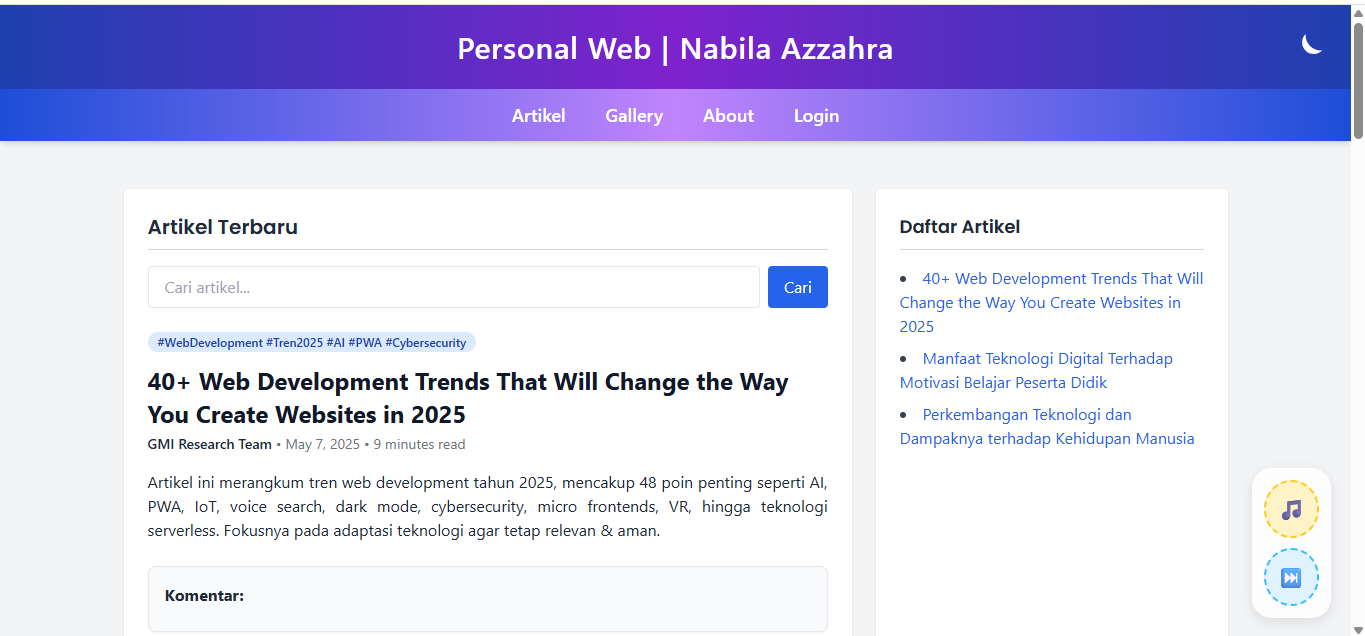 Personal Web | Nabila Azzahra
Artikel
Gallery
About
Login
Artikel Terbaru
Cari artikel...
Cari
#WebDevelopment #Tren2025 #AI #PWA #Cybersecurity
40+ Web Development Trends That Will Change the Way
You Create Websites in 2025
GMI Research Team • May 7, 2025 • 9 minutes read
Artikel ini merangkum tren web development tahun 2025, mencakup 48 poin penting seperti AI,
PWA, IoT, voice search, dark mode, cybersecurity, micro frontends, VR, hingga teknologi
serverless. Fokusnya pada adaptasi teknologi agar tetap relevan & aman.
Komentar:
Daftar Artikel
• 40+ Web Development Trends That Will
Change the Way You Create Websites in
2025
• Manfaat Teknologi Digital Terhadap
Motivasi Belajar Peserta Didik
• Perkembangan Teknologi dan
Dampaknya terhadap Kehidupan Manusia